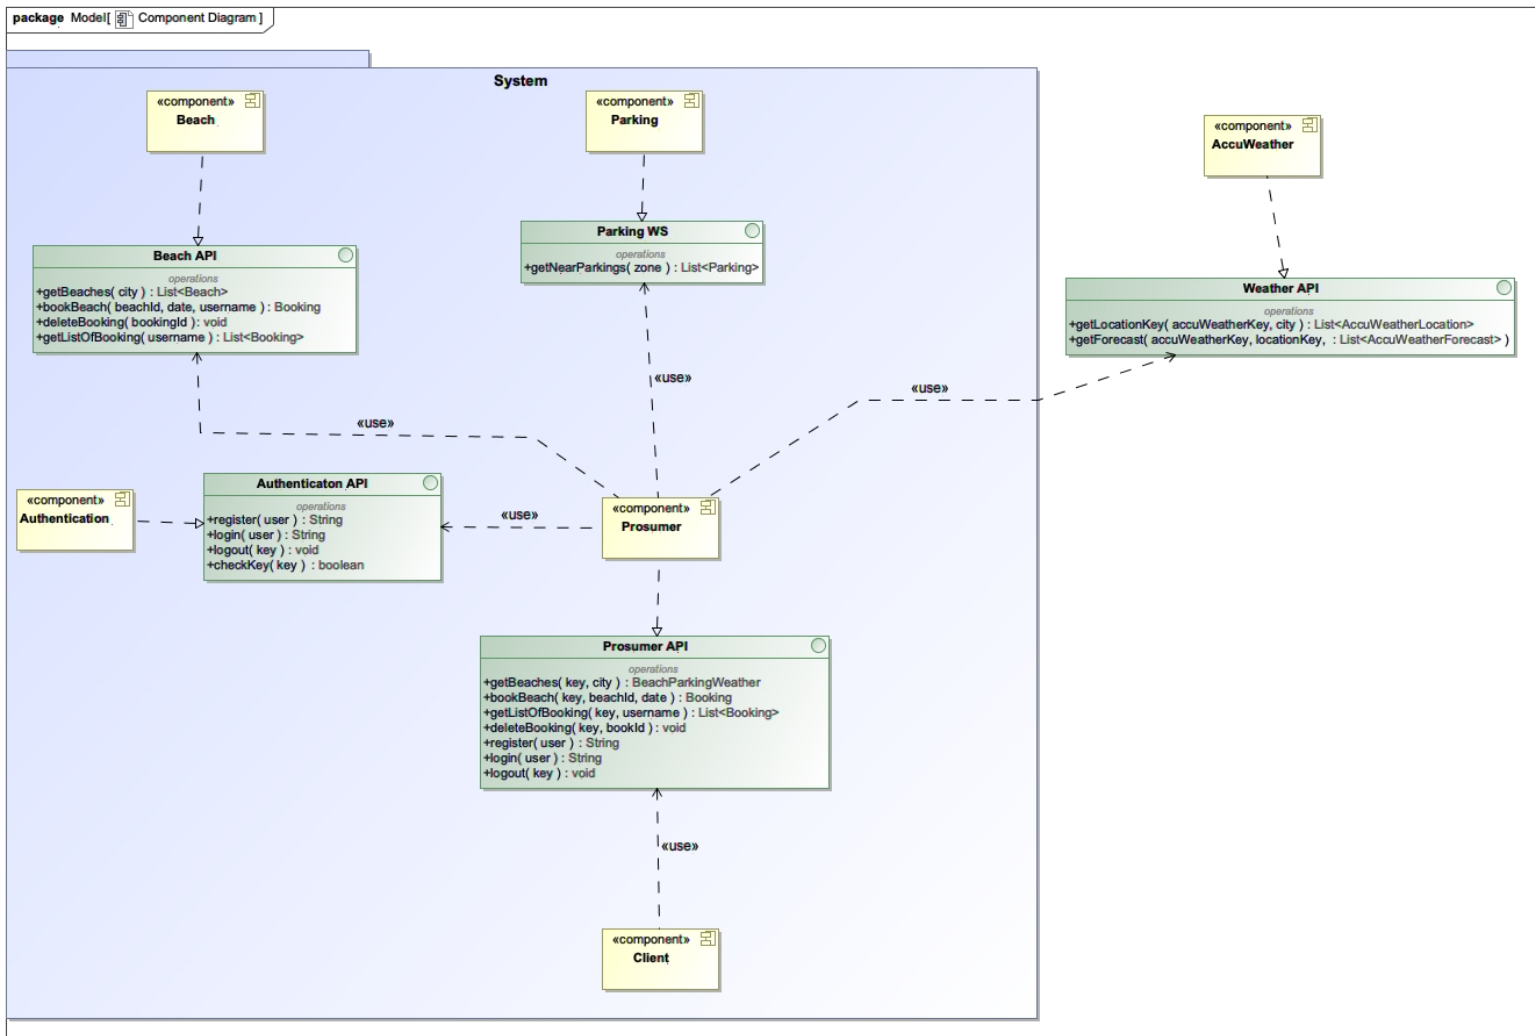 package Model[ Component Diagram ]
System
«component»
Beach
«component»
Parking
«component»
AccuWeather
Beach API
operations
+getBeaches( city ) : List<Beach>
+bookBeach( beachId, date, username ) : Booking
+deleteBooking( bookingId ) : void
+getListOfBooking( username ) : List<Booking>
Parking WS
operations
+getNearParkings( zone ) : List<Parking>
Weather API
operations
+getLocationKey( accuWeatherKey, city ) : List<AccuWeatherLocation>
+getForecast( accuWeatherKey, locationKey, : List<AccuWeatherForecast> )
«use»
«use»
«use»
«component»
Authentication
Authenticaton API
operations
+register( user ) : String
+login( user ) : String
+logout( key ) : void
+checkKey( key ) : boolean
«use»
«component»
Prosumer
Prosumer API
operations
+getBeaches( key, city ) : BeachParkingWeather
+bookBeach( key, beachId, date ) : Booking
+getListOfBooking( key, username ) : List<Booking>
+deleteBooking( key, bookId ) : void
+register( user ) : String
+login( user ) : String
+logout( key ) : void
«use»
«component»
Client